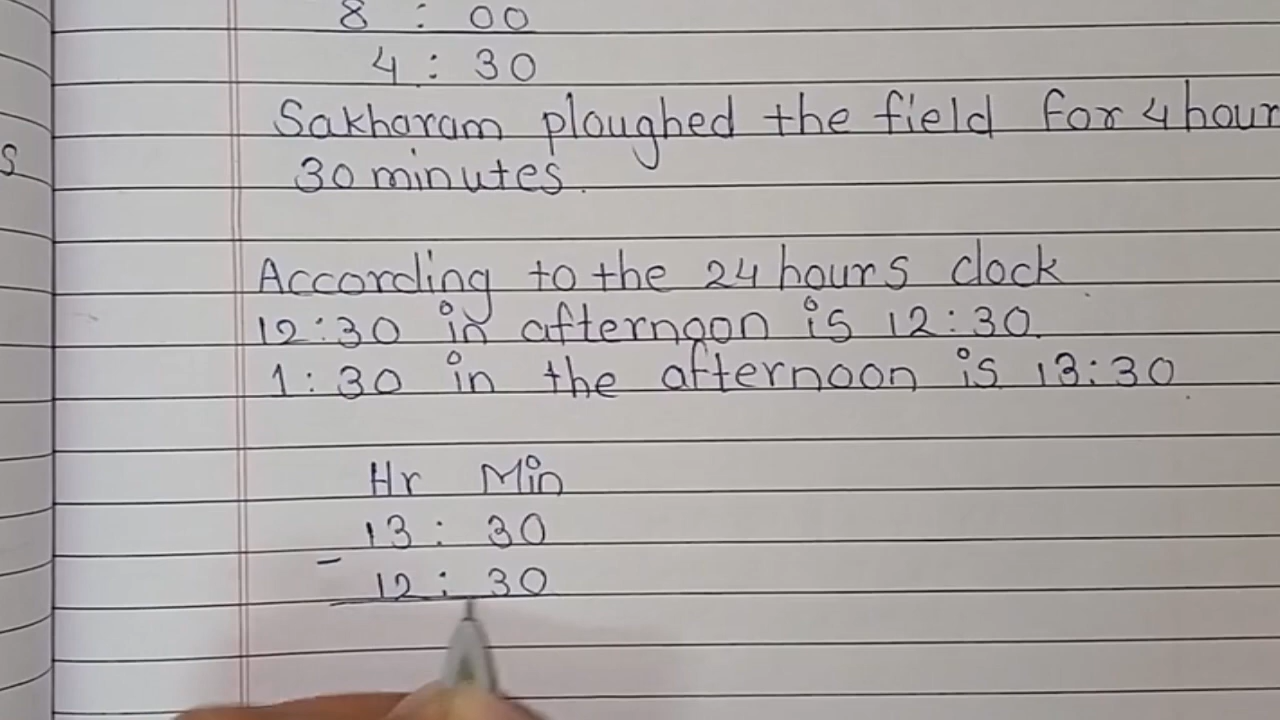 8 : 00
4 : 30
Sakharam ploughed the field for 4 hour
30 minutes.
s
According to the 24 hours clock
12:30 in afternoon is 12:30
1:30 in the afternoon is 13:30
Hr Min
13 : 30
- 12 : 30